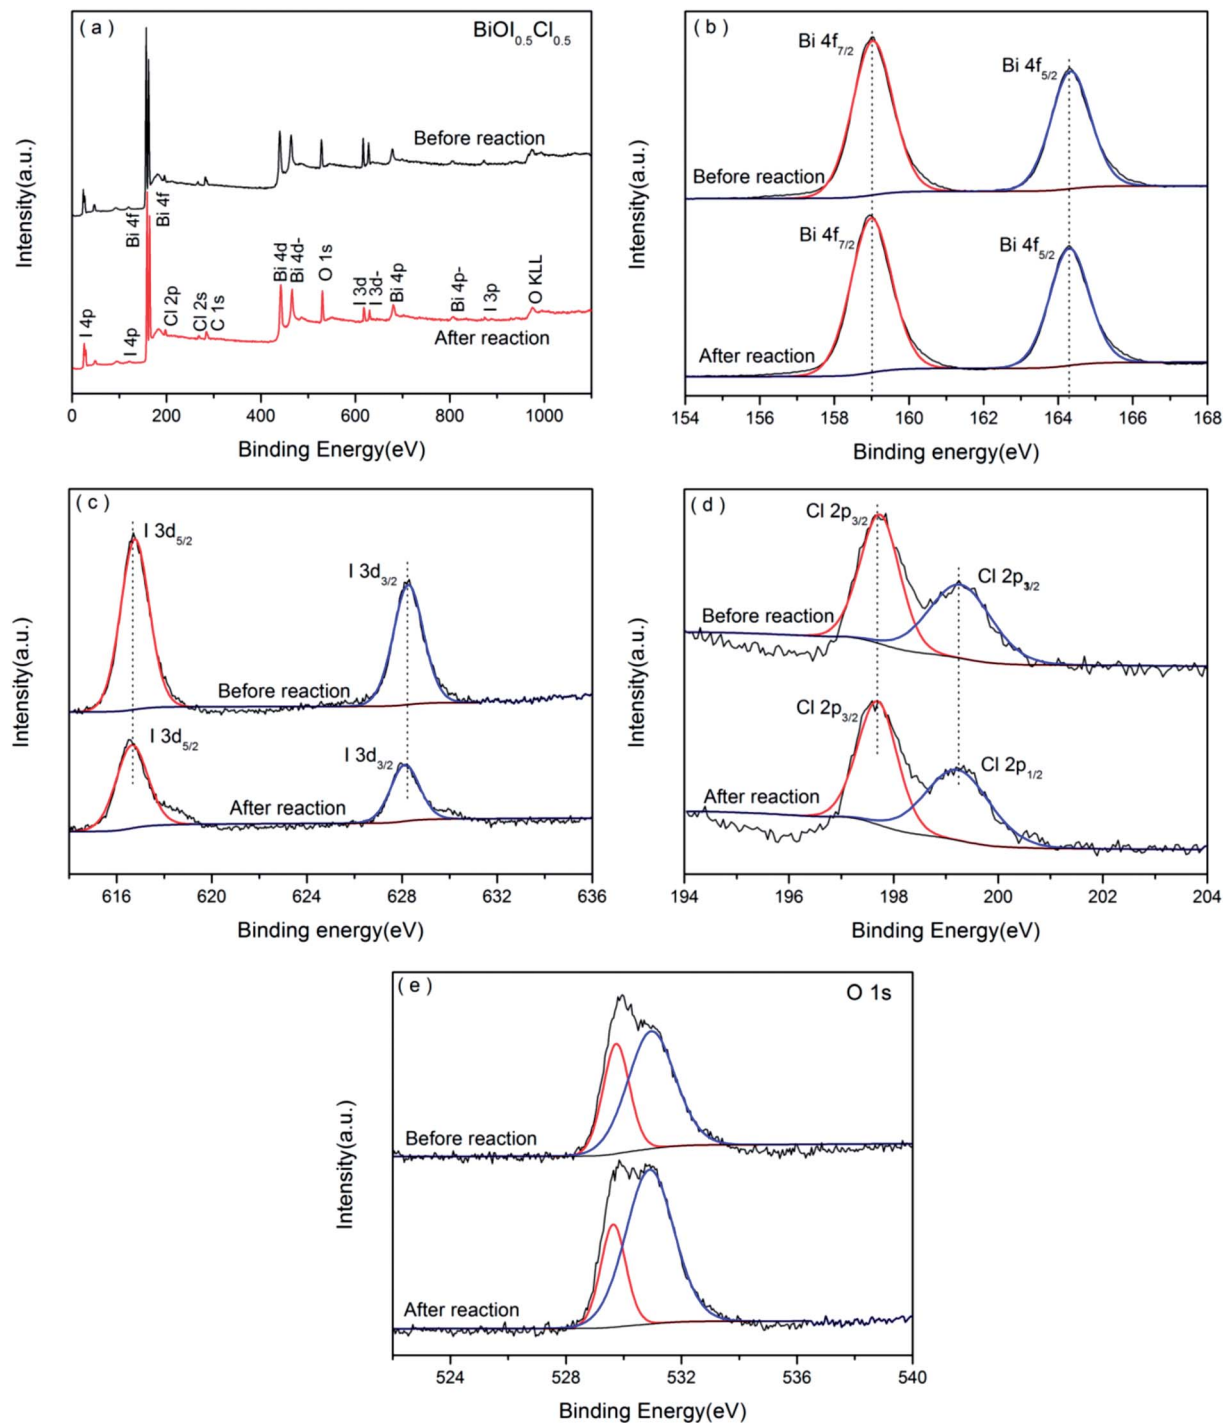 ( a )
BiOI0.5Cl0.5
Before reaction
After reaction
I 4p
I 4p
Bi 4f
Bi 4f
Cl 2p
Cl 2s
C 1s
Bi 4d
Bi 4d-
O 1s
I 3d
I 3d-
Bi 4p
Bi 4p-
I 3p
O KLL
Intensity(a.u.)
0 200 400 600 800 1000
Binding Energy(eV)
( b )
Bi 4f7/2
Bi 4f5/2
Before reaction
Bi 4f7/2
Bi 4f5/2
After reaction
Intensity(a.u.)
154 156 158 160 162 164 166 168
Binding energy(eV)
( c )
I 3d5/2
I 3d3/2
Before reaction
I 3d5/2
I 3d3/2
After reaction
Intensity(a.u.)
616 620 624 628 632 636
Binding energy(eV)
( d )
Cl 2p3/2
Cl 2p
Before reaction
Cl 2p3/2
Cl 2p1/2
After reaction
Intensity(a.u.)
194 196 198 200 202 204
Binding Energy(eV)
( e )
O 1s
Before reaction
After reaction
Intensity(a.u.)
524 528 532 536 540
Binding Energy(eV)